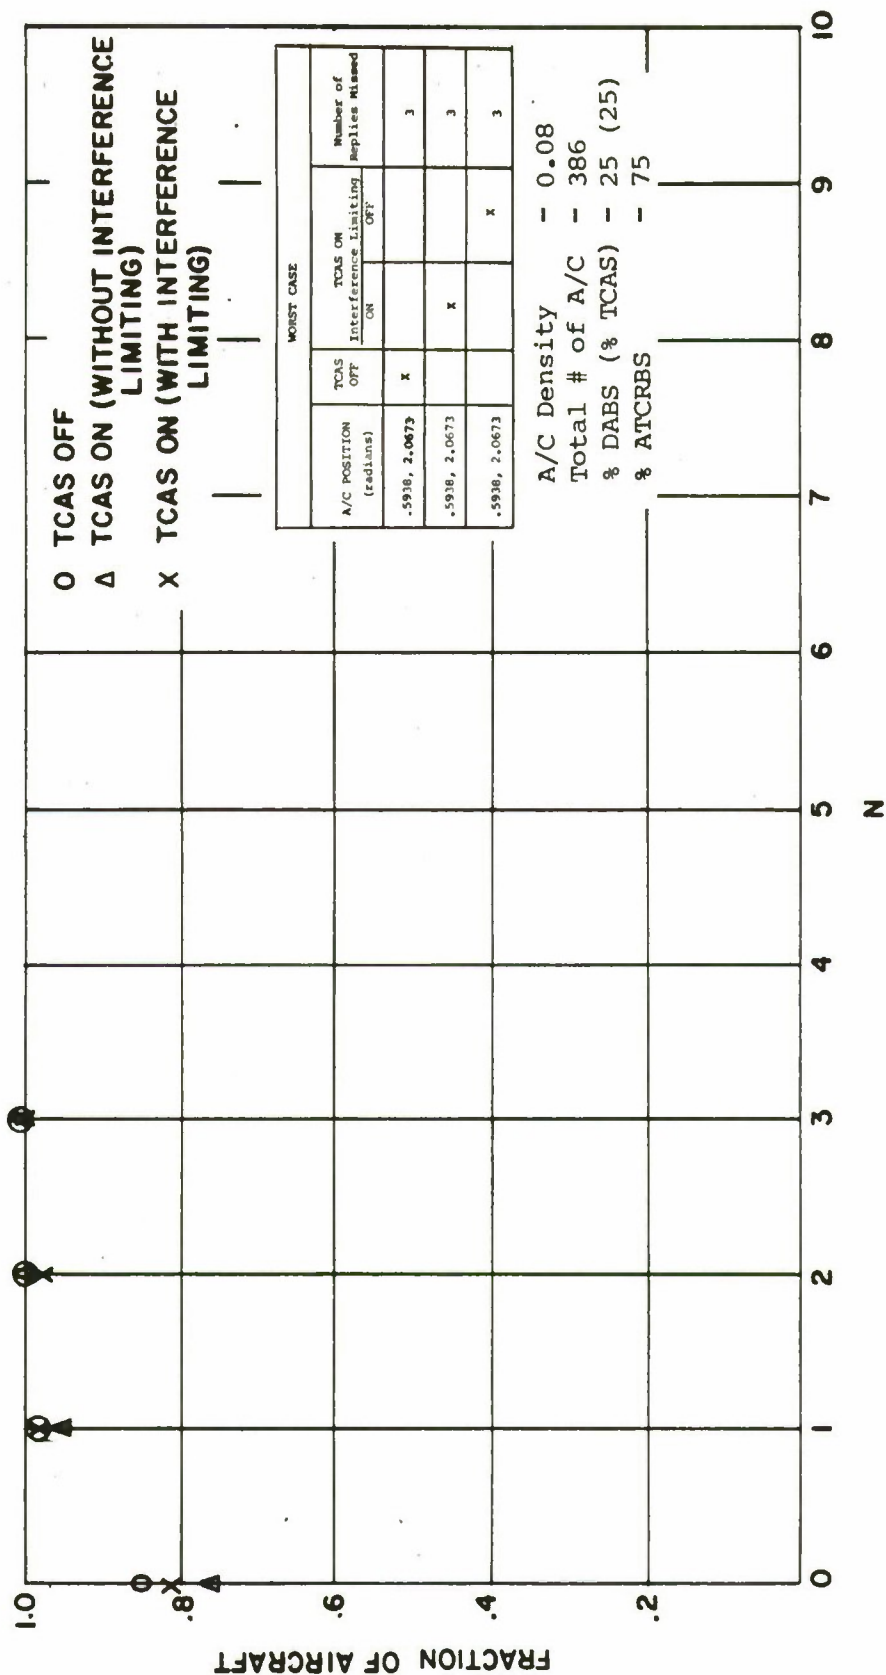 O TCAS OFF
Δ TCAS ON (WITHOUT INTERFERENCE
LIMITING)
X TCAS ON (WITH INTERFERENCE
LIMITING)
WORST CASE
A/C POSITION (radians) TCAS OFF TCAS ON Interference Limiting ON OFF Number of Replies Missed
.5938, 2.0673 X 3
.5938, 2.0673 X 3
.5938, 2.0673 X 3
A/C Density - 0.08
Total # of A/C - 386
% DABS (% TCAS) - 25 (25)
% ATCRBS - 75
FRACTION OF AIRCRAFT
1.0
.8
.6
.4
.2
0 1 2 3 4 5 6 7 8 9 10
N